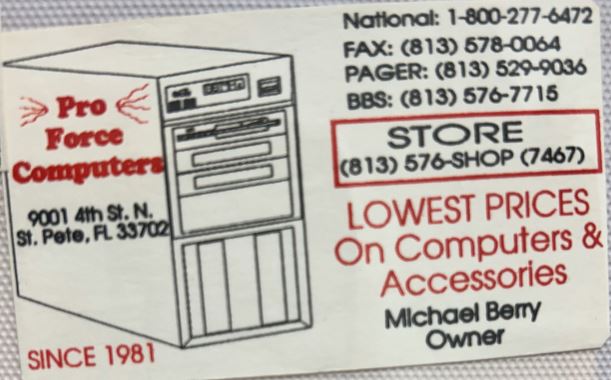 National: 1-800-277-6472
FAX: (813) 578-0064
PAGER: (813) 529-9036
BBS: (813) 576-7715
STORE
(813) 576-SHOP (7467)
LOWEST PRICES
On Computers &
Accessories
Michael Berry
Owner
Pro
Force
Computers
9001 4th St. N.
St. Pete, FL 33702
SINCE 1981